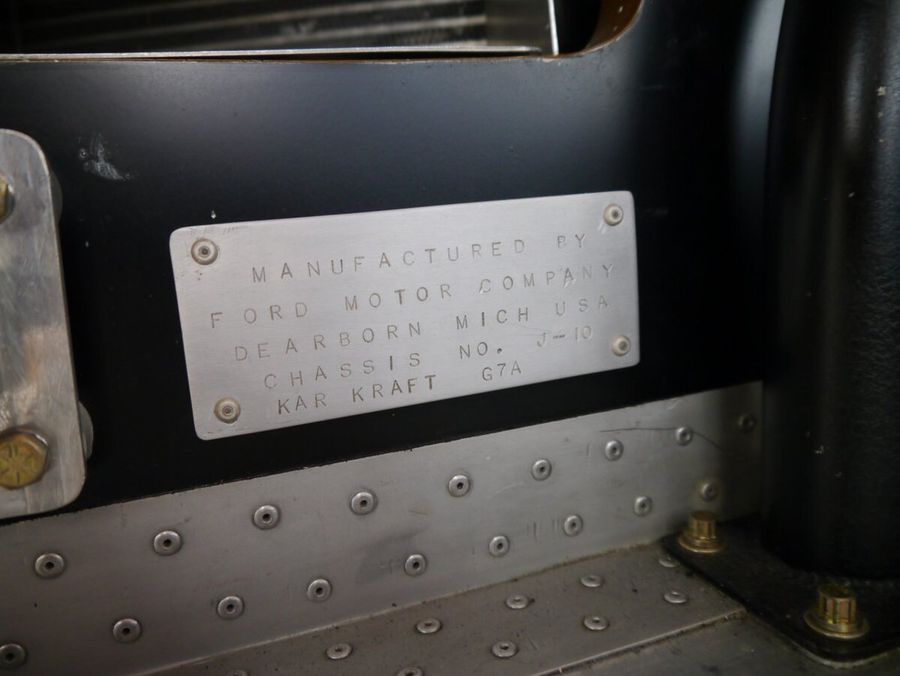 MANUFACTURED BY
FORD MOTOR COMPANY
DEARBORN MICH USA
CHASSIS NO. J-10
KAR KRAFT G7A